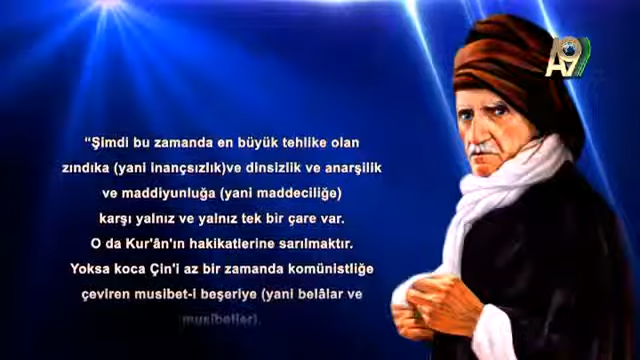 A9
“Şimdi bu zamanda en büyük tehlike olan
zındıka (yani inançsızlık)ve dinsizlik ve anarşilik
ve maddiyunluğa (yani maddeciliğe)
karşı yalnız ve yalnız tek bir çare var.
O da Kur'ân'ın hakikatlerine sarılmaktır.
Yoksa koca Çin'i az bir zamanda komünistliğe
çeviren musibet-i beşeriye (yani belâlar ve
musibetler).